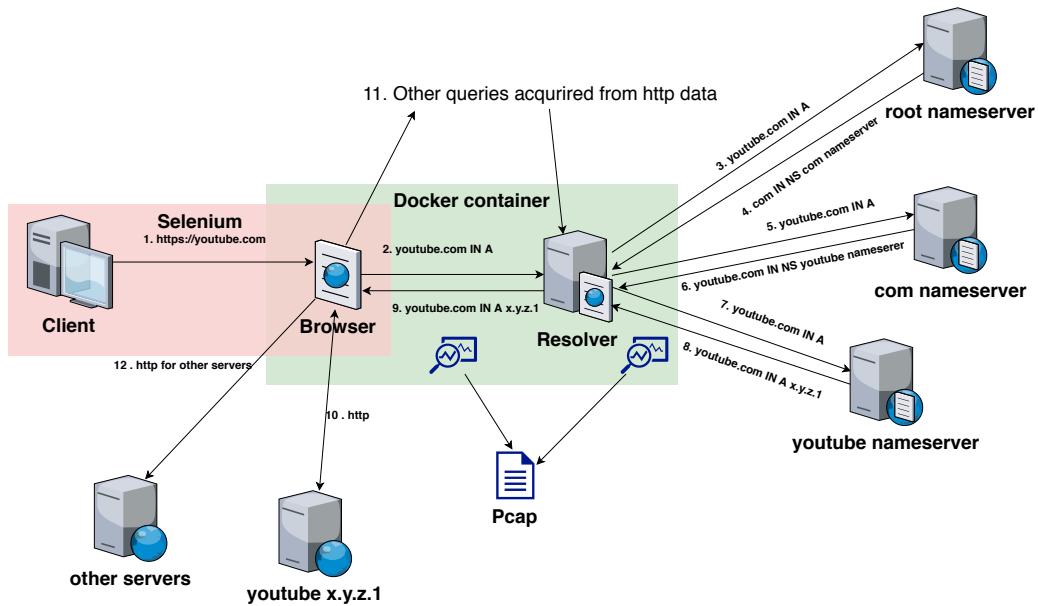 11. Other queries acqurired from http data
root nameserver
3. youtube.com IN A
4. com IN NS com nameserver
Docker container
Selenium
1. https://youtube.com
2. youtube.com IN A
5. youtube.com IN A
6. youtube.com IN NS youtube nameserer
com nameserver
9. youtube.com IN A x.y.z.1
7. youtube.com IN A
Client
Browser
Resolver
8. youtube.com IN A x.y.z.1
12 . http for other servers
10 . http
youtube nameserver
Pcap
other servers
youtube x.y.z.1